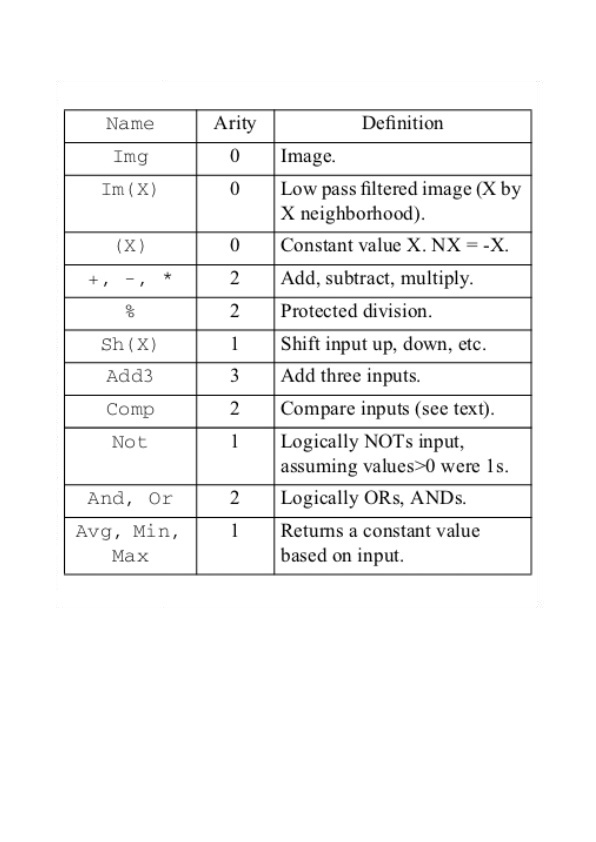 Name Arity Definition
Img 0 Image.
Im(X) 0 Low pass filtered image (X by
X neighborhood).
(X) 0 Constant value X. NX = -X.
+, -, * 2 Add, subtract, multiply.
% 2 Protected division.
Sh(X) 1 Shift input up, down, etc.
Add3 3 Add three inputs.
Comp 2 Compare inputs (see text).
Not 1 Logically NOTs input,
assuming values>0 were 1s.
And, Or 2 Logically ORs, ANDs.
Avg, Min, 1 Returns a constant value
Max based on input.